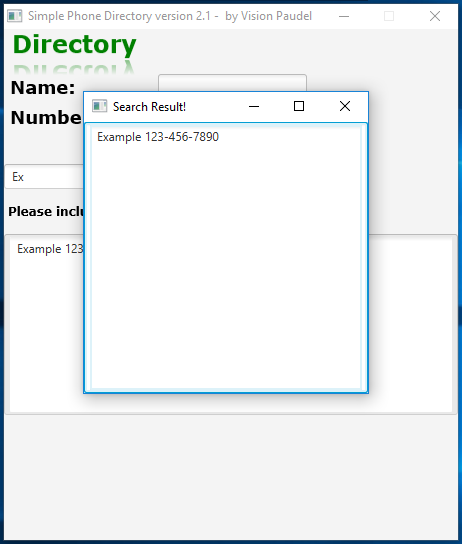 Simple Phone Directory version 2.1 - by Vision Paudel
Directory
Name:
Search Result!
Numbe
Example 123-456-7890
Ex
Please inclu
Example 123